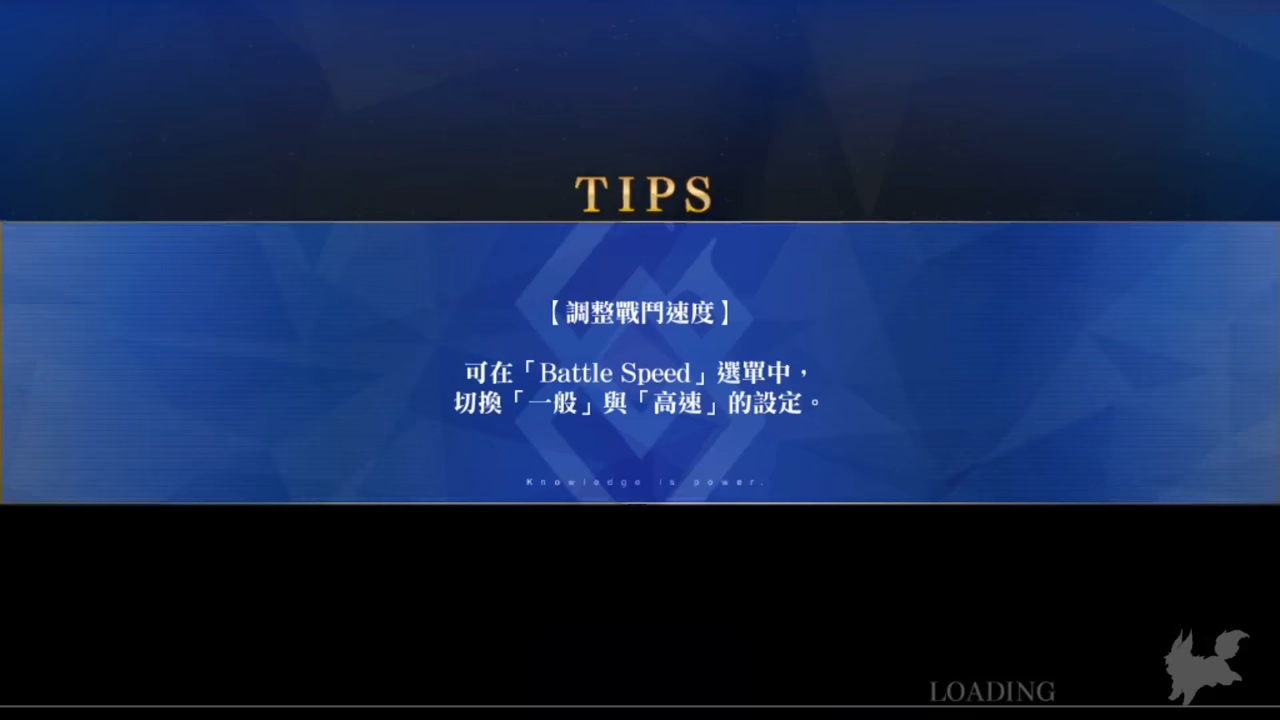 TIPS
【調整戰鬥速度】
可在「Battle Speed」選單中，
切換「一般」與「高速」的設定。
Knowledge is power.
LOADING